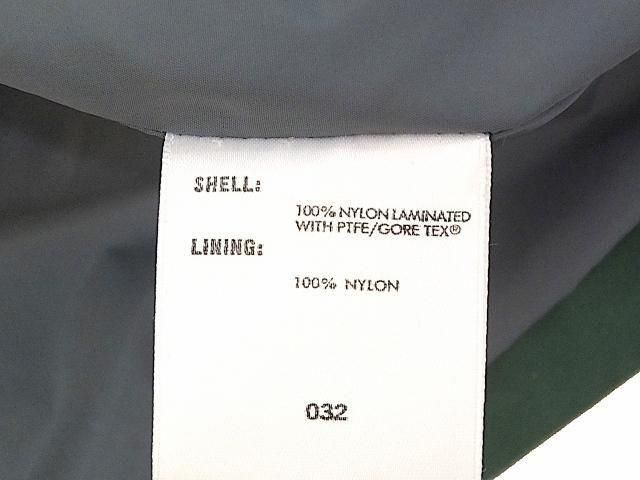 SHELL:
100% NYLON LAMINATED
WITH PTFE/GORE TEX®
LINING:
100% NYLON
032